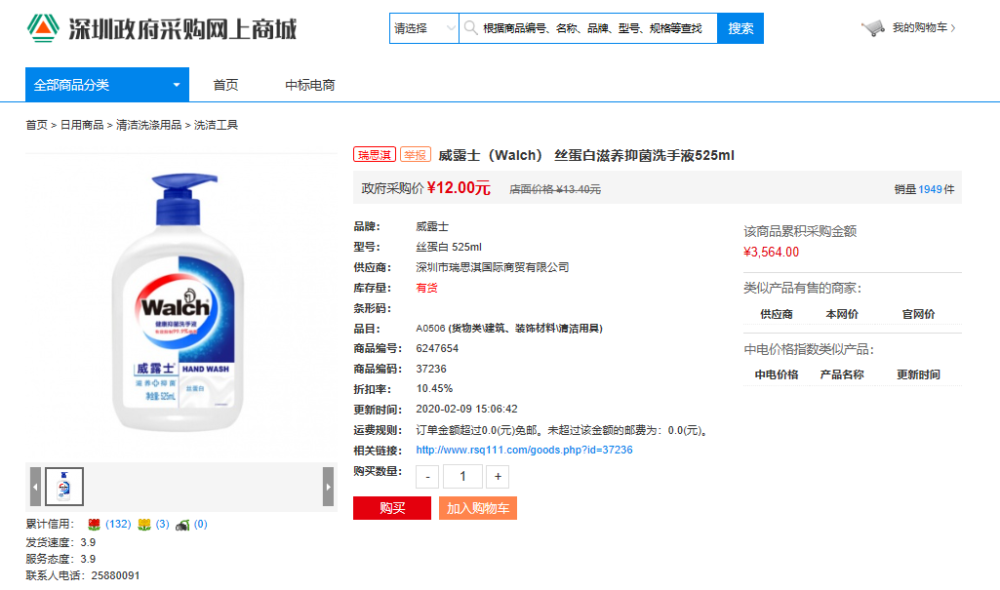 深圳政府采购网上商城
请选择
根据商品编号、名称、品牌、型号、规格等查找
搜索
我的购物车
全部商品分类 首页 中标电商
首页 > 日用商品 > 清洁洗涤用品 > 洗洁工具
瑞思淇 举报 威露士（Walch） 丝蛋白滋养抑菌洗手液525ml
政府采购价 ¥12.00元 店面价格 ¥13.40元 销量 1949 件
品牌： 威露士
型号： 丝蛋白 525ml
供应商： 深圳市瑞思淇国际商贸有限公司
库存量： 有货
条形码：
品目： A0506 (货物类\建筑、装饰材料\清洁用具)
商品编号： 6247654
商品编码： 37236
折扣率： 10.45%
更新时间： 2020-02-09 15:06:42
运费规则： 订单金额超过0.0(元)免邮。未超过该金额的邮费为：0.0(元)。
相关链接： http://www.rsq111.com/goods.php?id=37236
购买数量： - 1 +
购买 加入购物车
该商品累积采购金额
¥3,564.00
类似产品有售的商家：
供应商 本网价 官网价
中电价格指数类似产品：
中电价格 产品名称 更新时间
Walch
健康抑菌洗手液
威露士
HAND WASH
滋养 抑菌
丝蛋白
净含量:525mL
累计信用： (132) (3) (0)
发货速度：3.9
服务态度：3.9
联系人电话：25880091